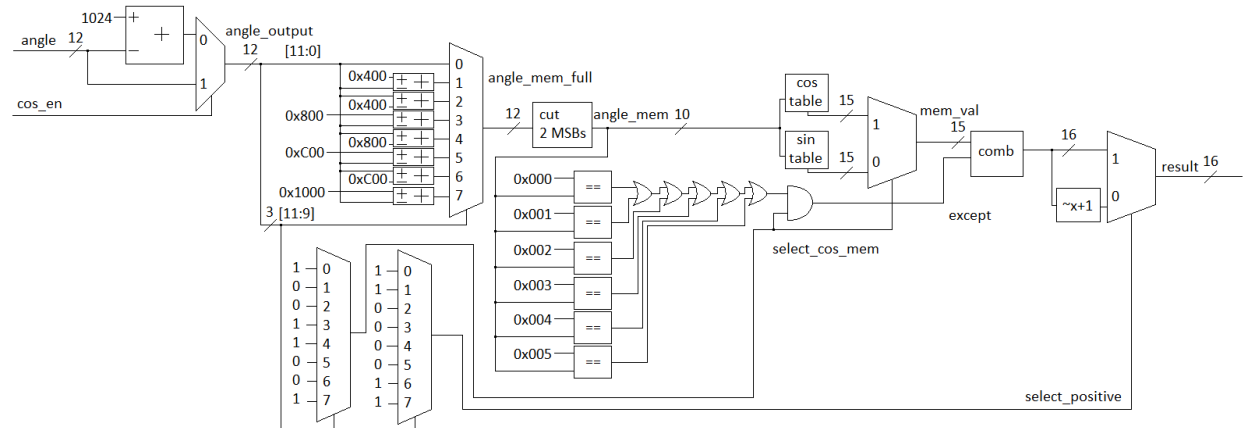 1024
+
−
+
angle
12
cos_en
0
1
angle_output
12
[11:0]
3
[11:9]
0x400
0x400
0x800
0x800
0xC00
0xC00
0x1000
+
−
+
+
−
+
+
−
+
+
−
+
+
−
+
+
−
+
+
−
+
0
1
2
3
4
5
6
7
angle_mem_full
12
cut
2 MSBs
angle_mem
10
0x000
==
0x001
==
0x002
==
0x003
==
0x004
==
0x005
==
cos
table
15
sin
table
15
1
0
mem_val
15
comb
except
select_cos_mem
16
~x+1
1
0
result
16
select_positive
1 0
0 1
0 2
1 3
1 4
0 5
0 6
1 7
1 0
1 1
0 2
0 3
0 4
0 5
1 6
1 7